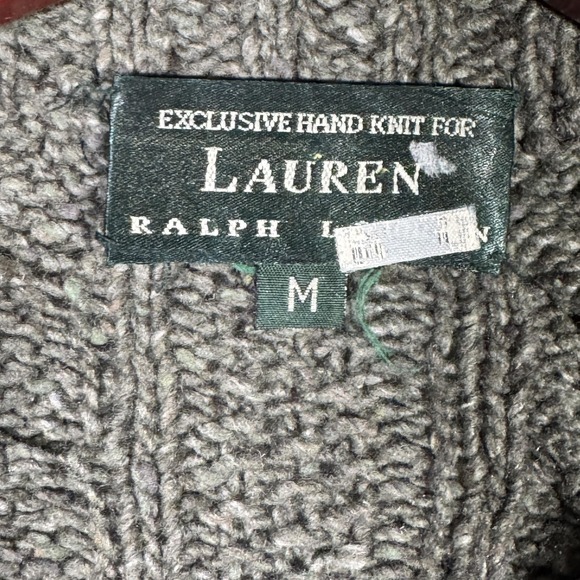 EXCLUSIVE HAND KNIT FOR
LAUREN
RALPH
M